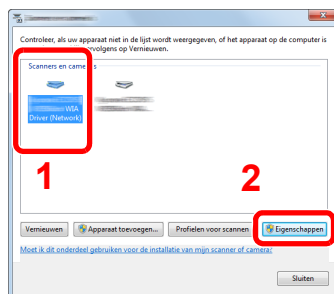 Controleer, als uw apparaat niet in de lijst wordt weergegeven, of het apparaat op de computer is
volgens op Vernieuwen.
Scanners en camera's
WIA
Driver (Network)
1
2
Vernieuwen
Apparaat toevoegen...
Profielen voor scannen
Eigenschappen
Moet ik dit onderdeel gebruiken voor de installatie van mijn scanner of camera?
Sluiten